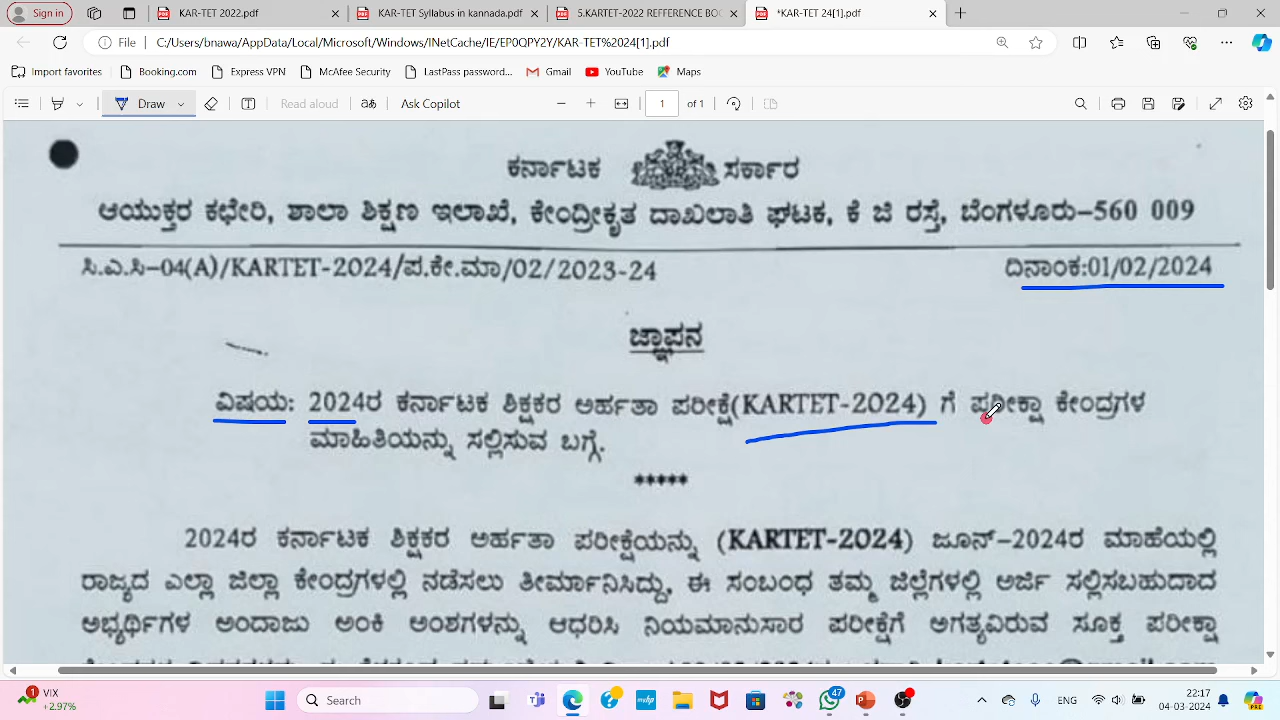 Sign in
KAR-TET 2022.pdf
KAR-TET Syllabus in kannada.pdf
5.KARTET-2022 REFFERENCE BO
*KARTET 24[1].pdf
File C:/Users/bnawa/AppData/Local/Microsoft/Windows/INetCache/IE/EP0QPY2Y/KAR-TET%2024[1].pdf
Import favorites Booking.com Express VPN McAfee Security LastPass password... Gmail YouTube Maps
Draw Read aloud Ask Copilot 1 of 1
ಕರ್ನಾಟಕ ಸರ್ಕಾರ
ಆಯುಕ್ತರ ಕಛೇರಿ, ಶಾಲಾ ಶಿಕ್ಷಣ ಇಲಾಖೆ, ಕೇಂದ್ರೀಕೃತ ದಾಖಲಾತಿ ಘಟಕ, ಕೆ ಜಿ ರಸ್ತೆ, ಬೆಂಗಳೂರು-560 009
ಸಿ.ಎ.ಸಿ-04(A)/KARTET-2024/ಪ.ಕೇ.ಮಾ/02/2023-24 ದಿನಾಂಕ:01/02/2024
ಜ್ಞಾಪನ
ವಿಷಯ: 2024ರ ಕರ್ನಾಟಕ ಶಿಕ್ಷಕರ ಅರ್ಹತಾ ಪರೀಕ್ಷೆ(KARTET-2024) ಗೆ ಪರೀಕ್ಷಾ ಕೇಂದ್ರಗಳ
ಮಾಹಿತಿಯನ್ನು ಸಲ್ಲಿಸುವ ಬಗ್ಗೆ.
*****
2024ರ ಕರ್ನಾಟಕ ಶಿಕ್ಷಕರ ಅರ್ಹತಾ ಪರೀಕ್ಷೆಯನ್ನು (KARTET-2024) ಜೂನ್-2024ರ ಮಾಹೆಯಲ್ಲಿ
ರಾಜ್ಯದ ಎಲ್ಲಾ ಜಿಲ್ಲಾ ಕೇಂದ್ರಗಳಲ್ಲಿ ನಡೆಸಲು ತೀರ್ಮಾನಿಸಿದ್ದು, ಈ ಸಂಬಂಧ ತಮ್ಮ ಜಿಲ್ಲೆಗಳಲ್ಲಿ ಅರ್ಜಿ ಸಲ್ಲಿಸಬಹುದಾದ
ಅಭ್ಯರ್ಥಿಗಳ ಅಂದಾಜು ಅಂಕಿ ಅಂಶಗಳನ್ನು ಆಧರಿಸಿ ನಿಯಮಾನುಸಾರ ಪರೀಕ್ಷೆಗೆ ಅಗತ್ಯವಿರುವ ಸೂಕ್ತ ಪರೀಕ್ಷಾ
1 VIX
Search
47
ENG
17:17
04-03-2024